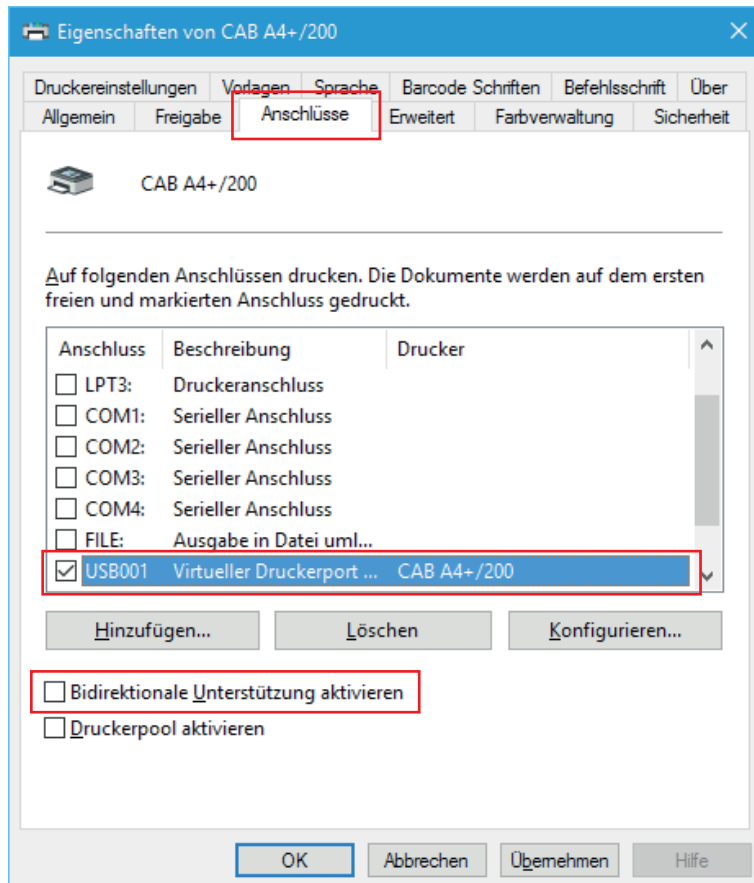 Eigenschaften von CAB A4+/200
Druckereinstellungen Vorlagen Sprache Barcode Schriften Befehlsschrift Über
Allgemein Freigabe Anschlüsse Erweitert Farbverwaltung Sicherheit
CAB A4+/200
Auf folgenden Anschlüssen drucken. Die Dokumente werden auf dem ersten
freien und markierten Anschluss gedruckt.
Anschluss Beschreibung Drucker
LPT3: Druckeranschluss
COM1: Serieller Anschluss
COM2: Serieller Anschluss
COM3: Serieller Anschluss
COM4: Serieller Anschluss
FILE: Ausgabe in Datei uml...
USB001 Virtueller Druckerport ... CAB A4+/200
Hinzufügen... Löschen Konfigurieren...
Bidirektionale Unterstützung aktivieren
Druckerpool aktivieren
OK Abbrechen Übernehmen Hilfe